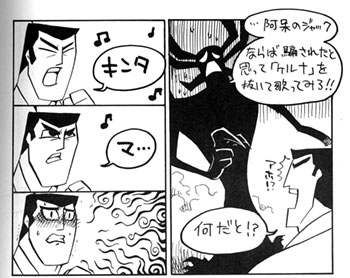 …阿呆のジャック?
ならば騙されたと
思って「ケルナ」を
抜いて歌ってみろ!!
アホ!?
何だと!?
キンタ
マ…